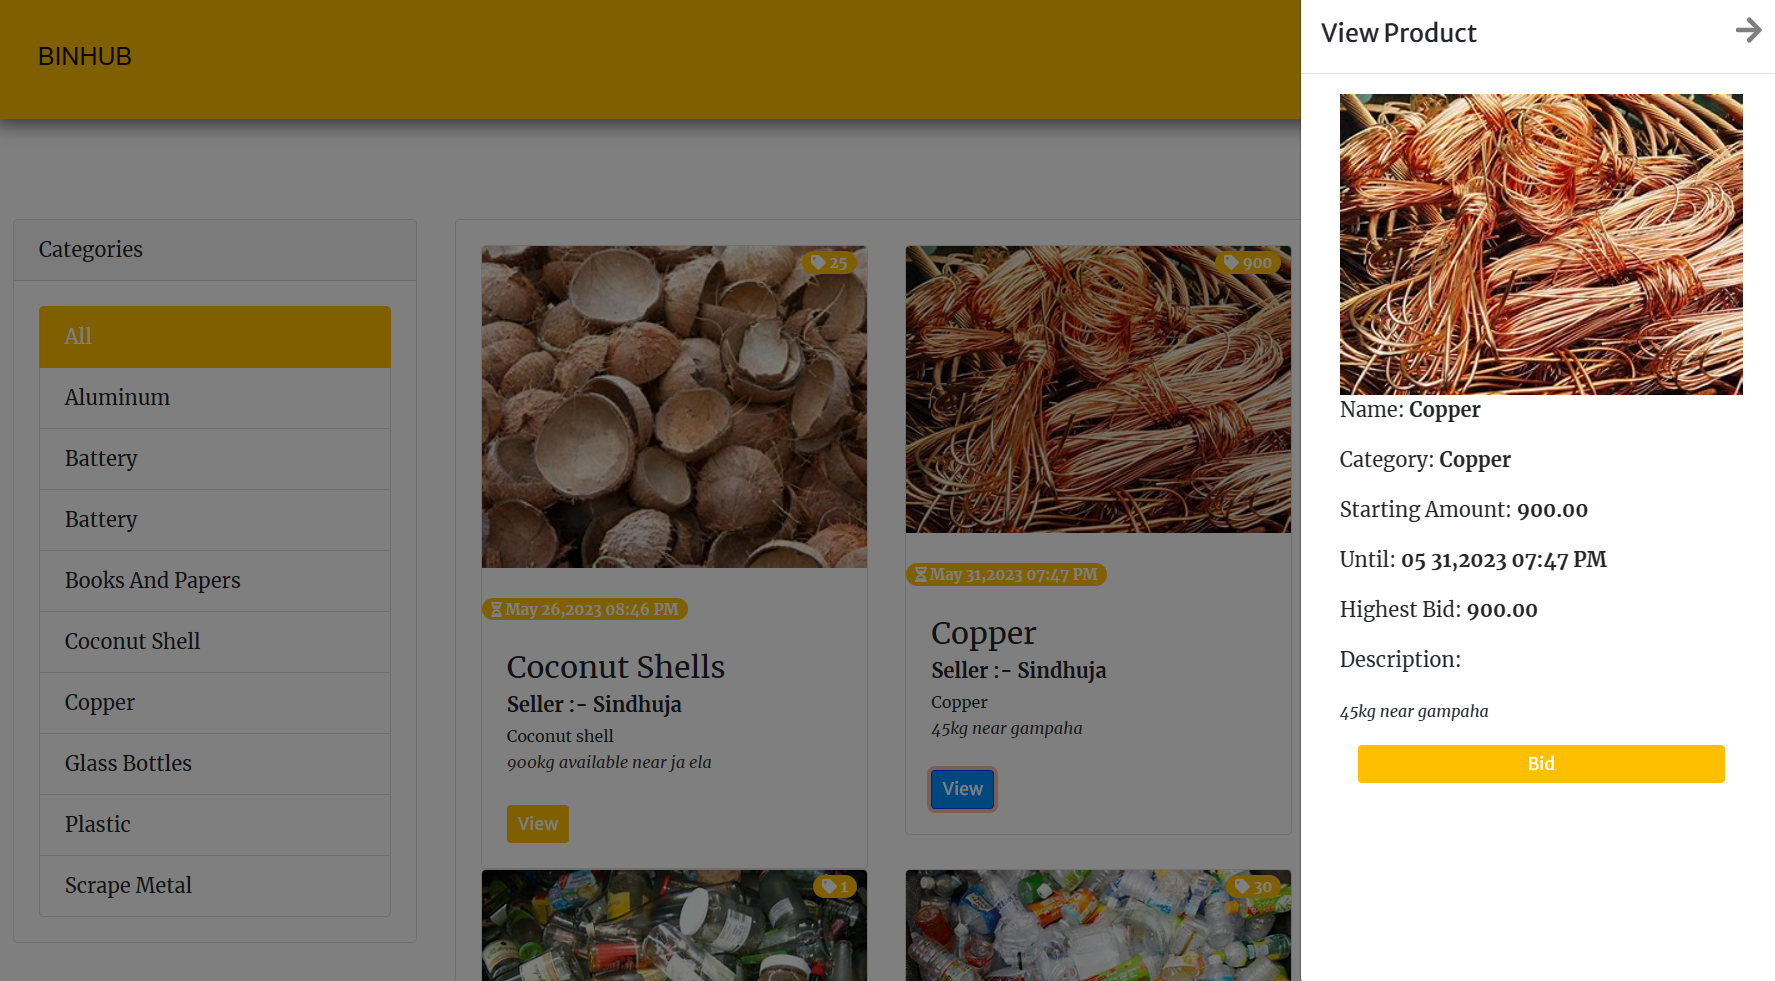 BINHUB
Categories
All
Aluminum
Battery
Battery
Books And Papers
Coconut Shell
Copper
Glass Bottles
Plastic
Scrape Metal
25
May 26,2023 08:46 PM
Coconut Shells
Seller :- Sindhuja
Coconut shell
900kg available near ja ela
View
900
May 31,2023 07:47 PM
Copper
Seller :- Sindhuja
Copper
45kg near gampaha
View
1
30
View Product
Name: Copper
Category: Copper
Starting Amount: 900.00
Until: 05 31,2023 07:47 PM
Highest Bid: 900.00
Description:
45kg near gampaha
Bid